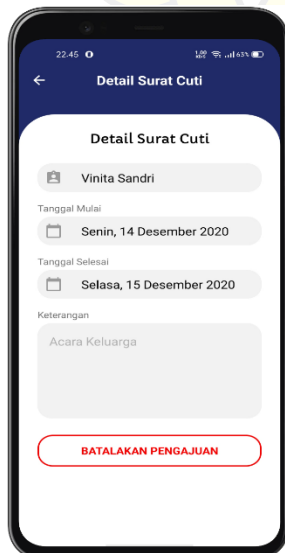 22.45
63%
Detail Surat Cuti
Detail Surat Cuti
Vinita Sandri
Tanggal Mulai
Senin, 14 Desember 2020
Tanggal Selesai
Selasa, 15 Desember 2020
Keterangan
Acara Keluarga
BATALAKAN PENGAJUAN